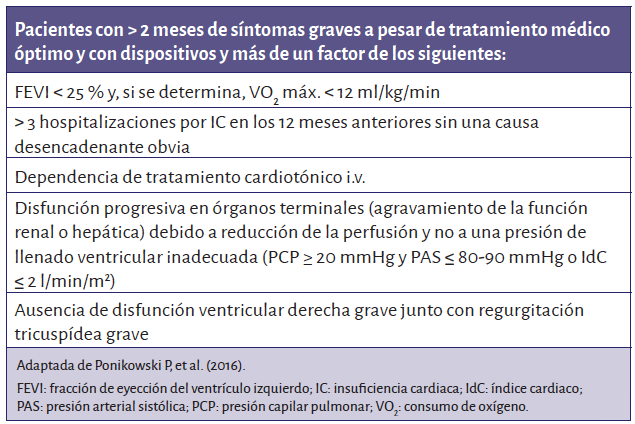 Pacientes con > 2 meses de síntomas graves a pesar de tratamiento médico
óptimo y con dispositivos y más de un factor de los siguientes:
FEVI < 25 % y, si se determina, VO₂ máx. < 12 ml/kg/min
> 3 hospitalizaciones por IC en los 12 meses anteriores sin una causa
desencadenante obvia
Dependencia de tratamiento cardiotónico i.v.
Disfunción progresiva en órganos terminales (agravamiento de la función
renal o hepática) debido a reducción de la perfusión y no a una presión de
llenado ventricular inadecuada (PCP ≥ 20 mmHg y PAS ≤ 80-90 mmHg o IdC
≤ 2 l/min/m²)
Ausencia de disfunción ventricular derecha grave junto con regurgitación
tricuspídea grave
Adaptada de Ponikowski P, et al. (2016).
FEVI: fracción de eyección del ventrículo izquierdo; IC: insuficiencia cardiaca; IdC: índice cardiaco;
PAS: presión arterial sistólica; PCP: presión capilar pulmonar; VO₂: consumo de oxígeno.